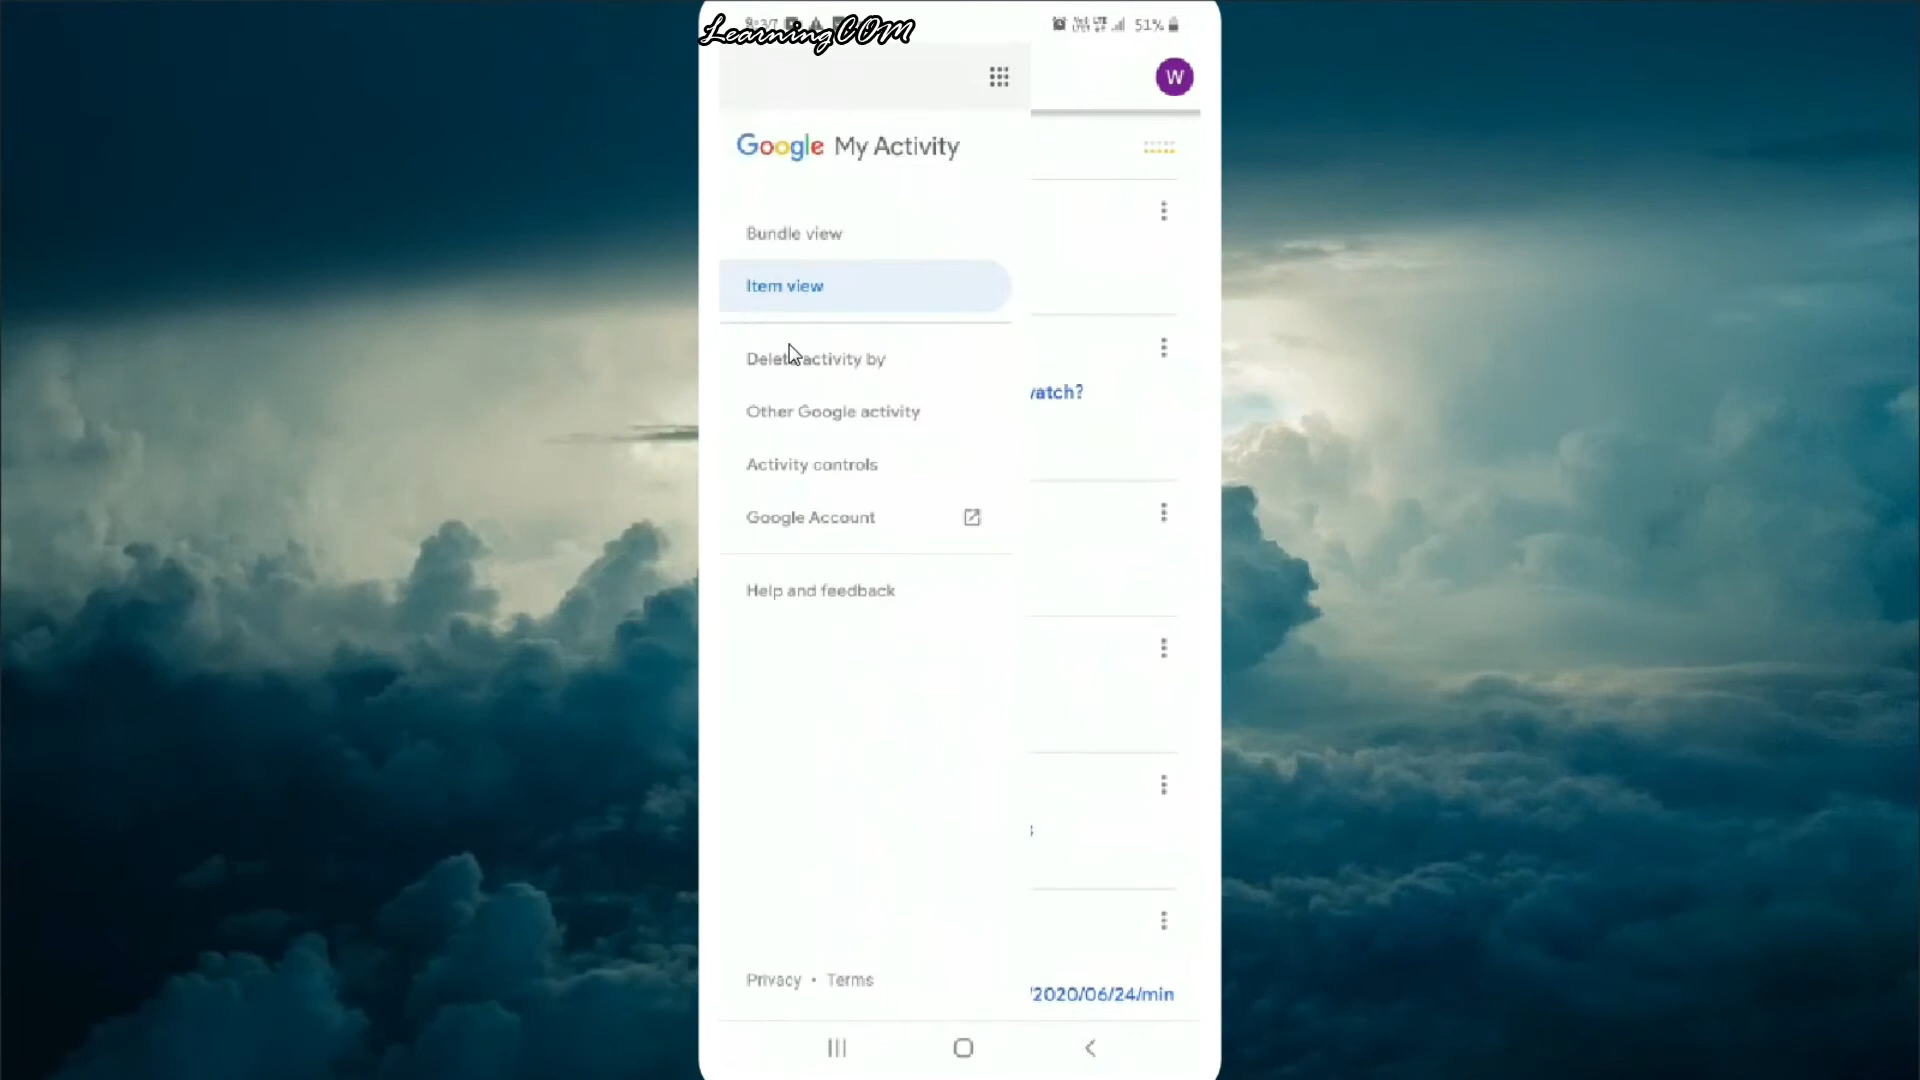 LearningCOM
51%
W
Google My Activity
Bundle view
Item view
Delete activity by
Other Google activity
Activity controls
Google Account
Help and feedback
Privacy • Terms
watch?
/2020/06/24/min